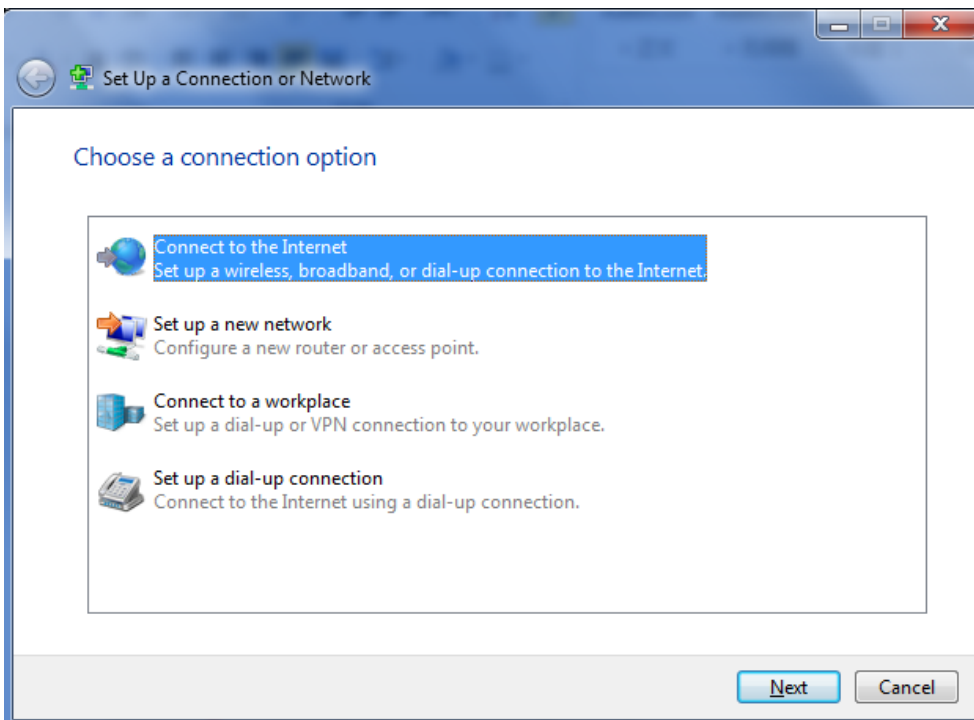 Set Up a Connection or Network
Choose a connection option
Connect to the Internet
Set up a wireless, broadband, or dial-up connection to the Internet.
Set up a new network
Configure a new router or access point.
Connect to a workplace
Set up a dial-up or VPN connection to your workplace.
Set up a dial-up connection
Connect to the Internet using a dial-up connection.
Next
Cancel